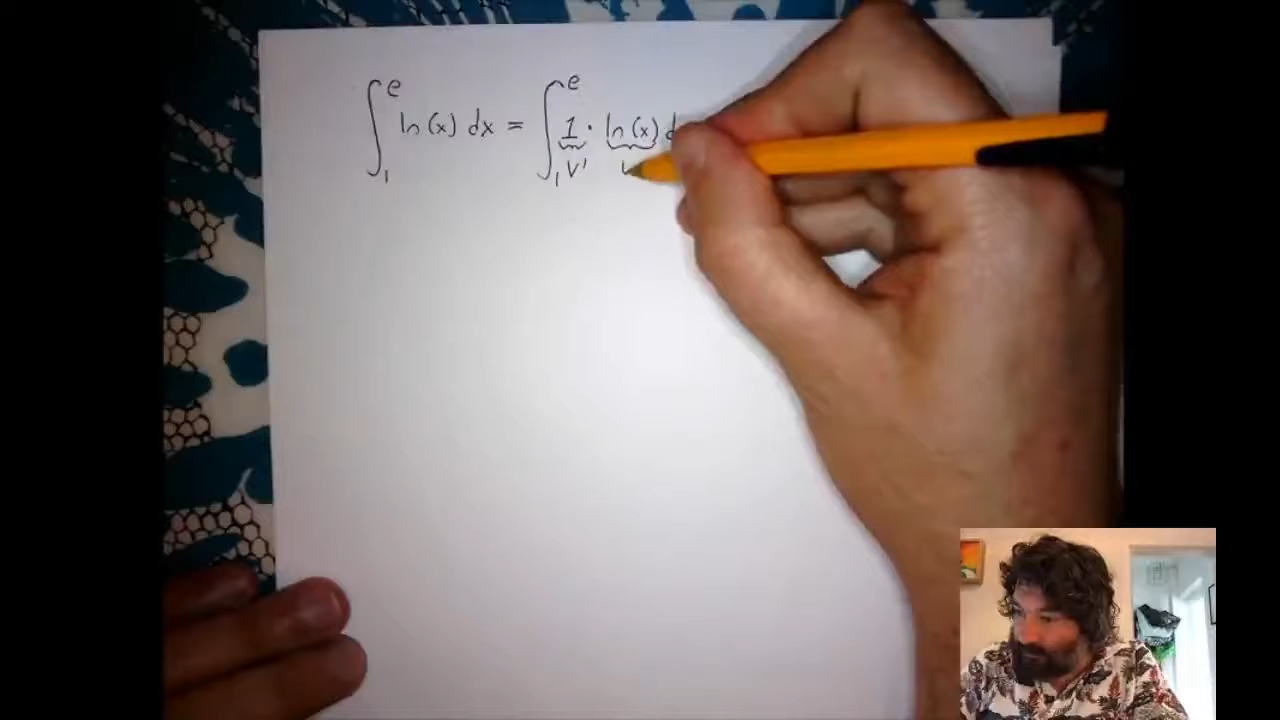 ∫₁ᵉ ln(x) dx = ∫₁ᵉ 1 · ln(x) d
v'